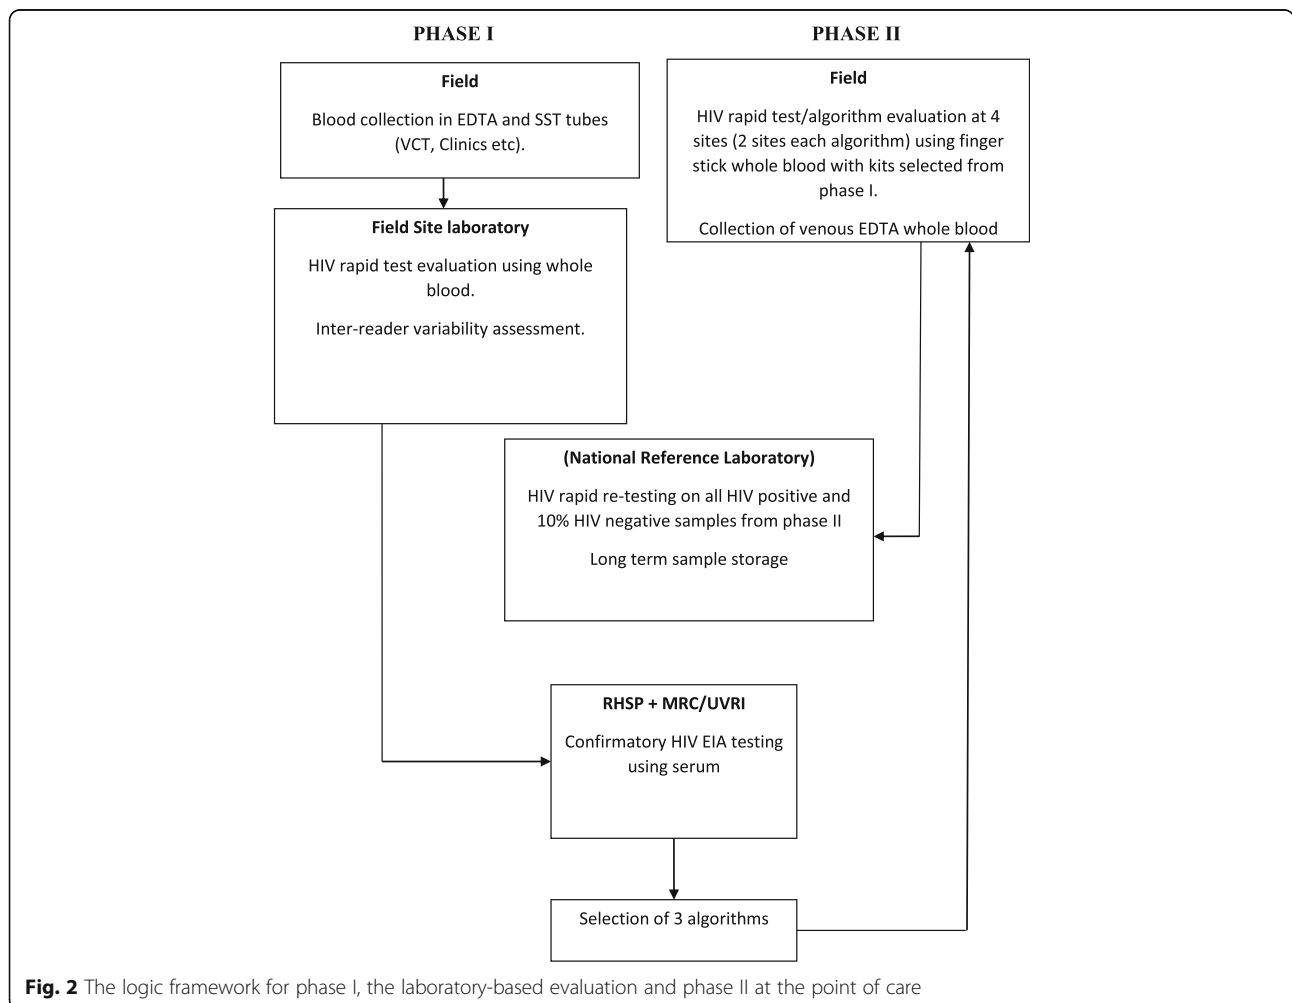 PHASE I
Field
Blood collection in EDTA and SST tubes
(VCT, Clinics etc).
Field Site laboratory
HIV rapid test evaluation using whole
blood.
Inter-reader variability assessment.
PHASE II
Field
HIV rapid test/algorithm evaluation at 4
sites (2 sites each algorithm) using finger
stick whole blood with kits selected from
phase I.
Collection of venous EDTA whole blood
(National Reference Laboratory)
HIV rapid re-testing on all HIV positive and
10% HIV negative samples from phase II
Long term sample storage
RHSP + MRC/UVRI
Confirmatory HIV EIA testing
using serum
Selection of 3 algorithms
Fig. 2 The logic framework for phase I, the laboratory-based evaluation and phase II at the point of care